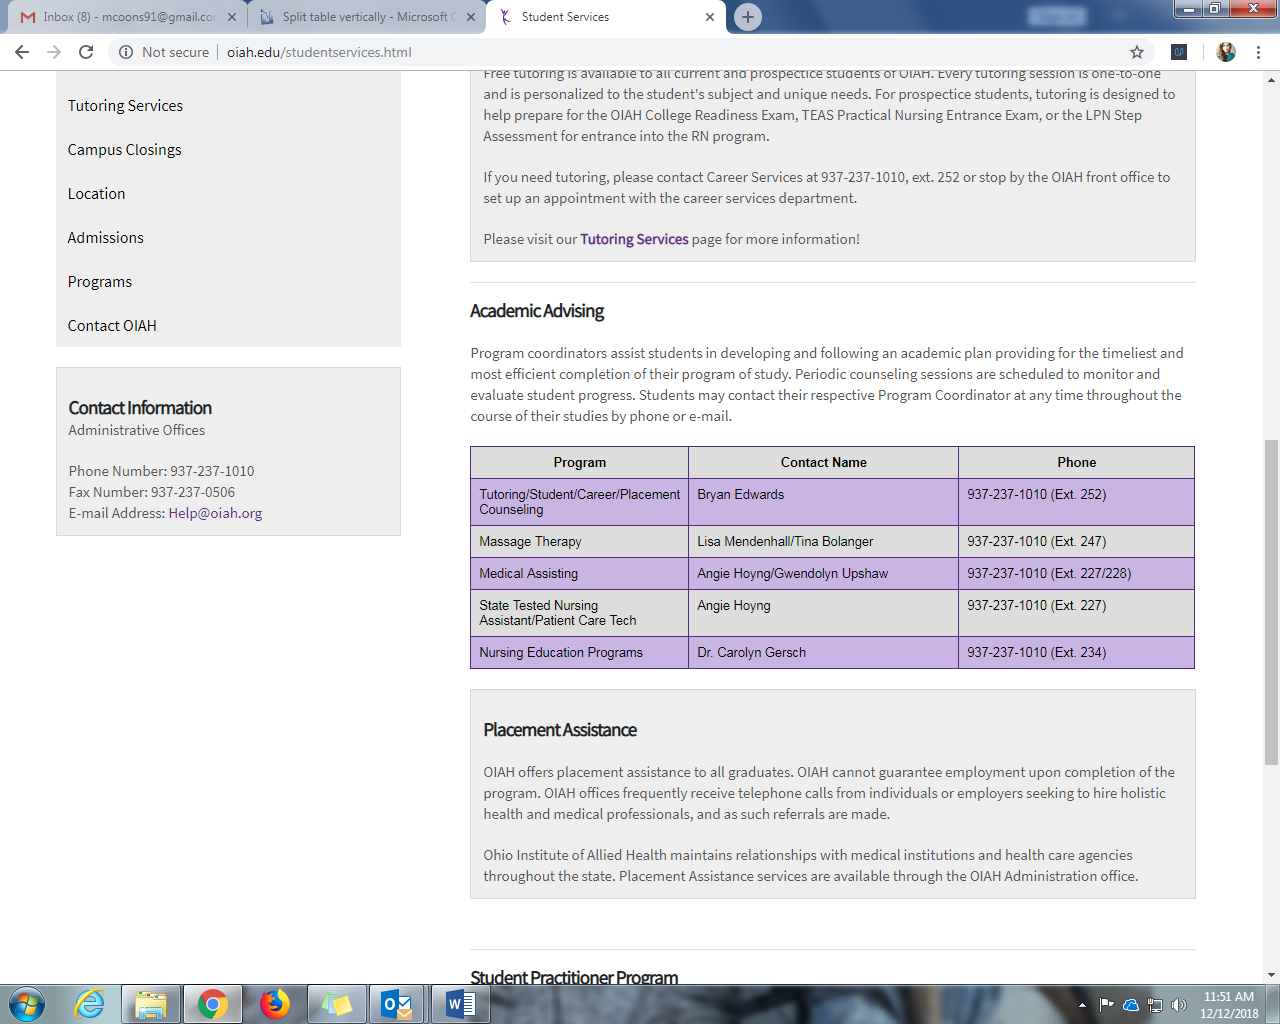 Inbox (8) - mcoons91@gmail.con
Split table vertically - Microsoft C
Student Services
Not secure
oiah.edu/studentservices.html
Tutoring Services
Campus Closings
Location
Admissions
Programs
Contact OIAH
Contact Information
Administrative Offices
Phone Number: 937-237-1010
Fax Number: 937-237-0506
E-mail Address: Help@oiah.org
Free tutoring is available to all current and prospectice students of OIAH. Every tutoring session is one-to-one
and is personalized to the student's subject and unique needs. For prospectice students, tutoring is designed to
help prepare for the OIAH College Readiness Exam, TEAS Practical Nursing Entrance Exam, or the LPN Step
Assessment for entrance into the RN program.
If you need tutoring, please contact Career Services at 937-237-1010, ext. 252 or stop by the OIAH front office to
set up an appointment with the career services department.
Please visit our Tutoring Services page for more information!
Academic Advising
Program coordinators assist students in developing and following an academic plan providing for the timeliest and
most efficient completion of their program of study. Periodic counseling sessions are scheduled to monitor and
evaluate student progress. Students may contact their respective Program Coordinator at any time throughout the
course of their studies by phone or e-mail.
Program Contact Name Phone
Tutoring/Student/Career/Placement Bryan Edwards 937-237-1010 (Ext. 252)
Counseling
Massage Therapy Lisa Mendenhall/Tina Bolanger 937-237-1010 (Ext. 247)
Medical Assisting Angie Hoyng/Gwendolyn Upshaw 937-237-1010 (Ext. 227/228)
State Tested Nursing Angie Hoyng 937-237-1010 (Ext. 227)
Assistant/Patient Care Tech
Nursing Education Programs Dr. Carolyn Gersch 937-237-1010 (Ext. 234)
Placement Assistance
OIAH offers placement assistance to all graduates. OIAH cannot guarantee employment upon completion of the
program. OIAH offices frequently receive telephone calls from individuals or employers seeking to hire holistic
health and medical professionals, and as such referrals are made.
Ohio Institute of Allied Health maintains relationships with medical institutions and health care agencies
throughout the state. Placement Assistance services are available through the OIAH Administration office.
Student Practitioner Program
11:51 AM
12/12/2018